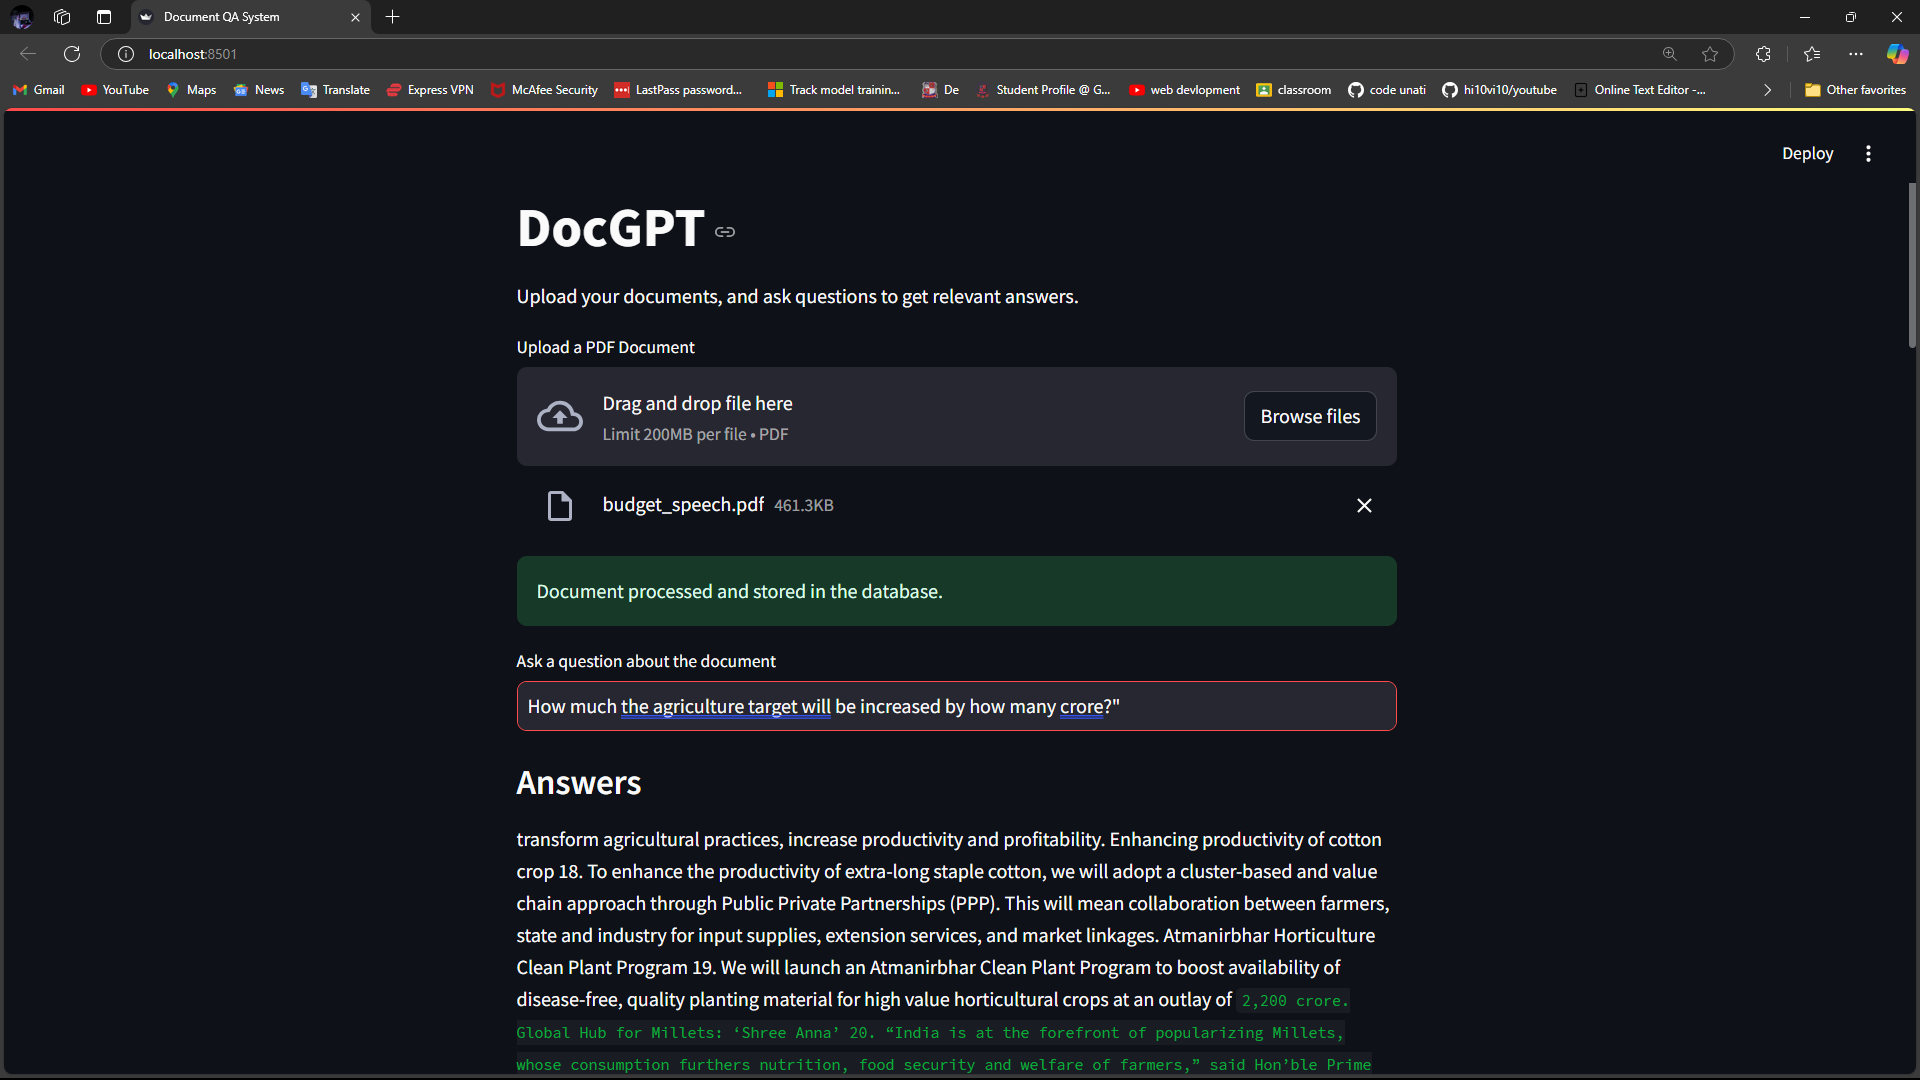 Document QA System
localhost:8501
Gmail
YouTube
Maps
News
Translate
Express VPN
McAfee Security
LastPass password...
Track model trainin...
De
Student Profile @ G...
web devlopment
classroom
code unati
hi10vi10/youtube
Online Text Editor -...
Other favorites
Deploy
DocGPT
Upload your documents, and ask questions to get relevant answers.
Upload a PDF Document
Drag and drop file here
Limit 200MB per file • PDF
Browse files
budget_speech.pdf 461.3KB
Document processed and stored in the database.
Ask a question about the document
How much the agriculture target will be increased by how many crore?"
Answers
transform agricultural practices, increase productivity and profitability. Enhancing productivity of cotton
crop 18. To enhance the productivity of extra-long staple cotton, we will adopt a cluster-based and value
chain approach through Public Private Partnerships (PPP). This will mean collaboration between farmers,
state and industry for input supplies, extension services, and market linkages. Atmanirbhar Horticulture
Clean Plant Program 19. We will launch an Atmanirbhar Clean Plant Program to boost availability of
disease-free, quality planting material for high value horticultural crops at an outlay of 2,200 crore.
Global Hub for Millets: ‘Shree Anna’ 20. “India is at the forefront of popularizing Millets,
whose consumption furthers nutrition, food security and welfare of farmers,” said Hon’ble Prime